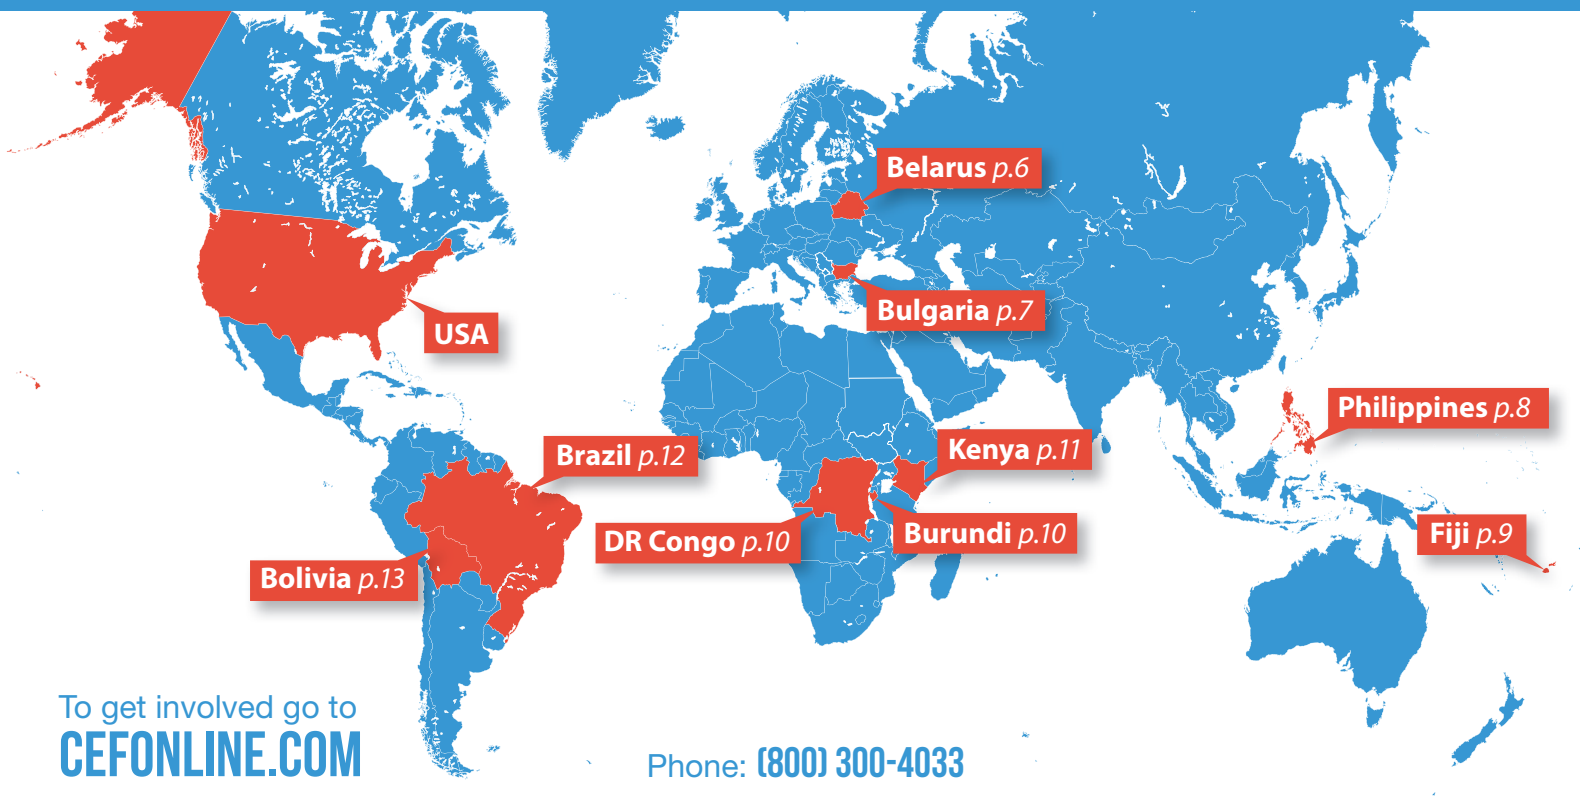 Belarus p.6
Bulgaria p.7
USA
Philippines p.8
Brazil p.12
Kenya p.11
DR Congo p.10
Burundi p.10
Fiji p.9
Bolivia p.13
To get involved go to
CEFONLINE.COM
Phone: (800) 300-4033